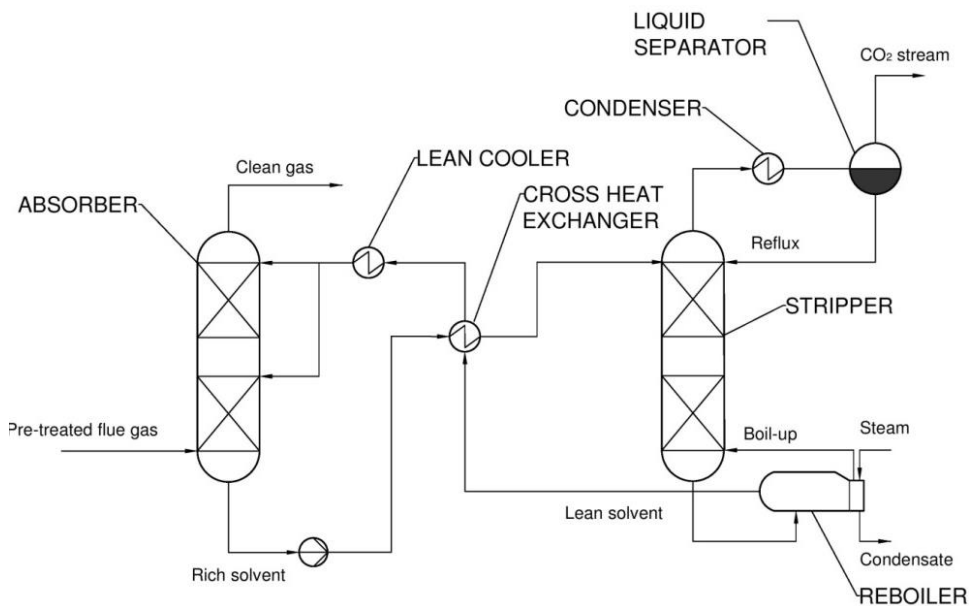 LIQUID
SEPARATOR
CO₂ stream
CONDENSER
Clean gas
LEAN COOLER
CROSS HEAT
EXCHANGER
ABSORBER
Reflux
STRIPPER
Pre-treated flue gas
Boil-up
Steam
Lean solvent
Rich solvent
Condensate
REBOILER